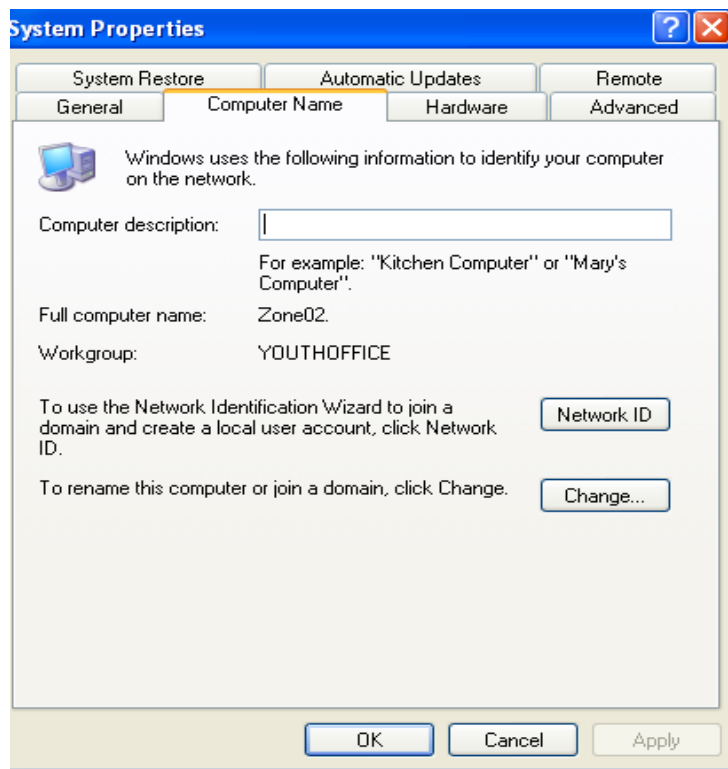 System Properties
System Restore
Automatic Updates
Remote
General
Computer Name
Hardware
Advanced
Windows uses the following information to identify your computer
on the network.
Computer description:
For example: "Kitchen Computer" or "Mary's
Computer".
Full computer name:
Zone02.
Workgroup:
YOUTHOFFICE
To use the Network Identification Wizard to join a
domain and create a local user account, click Network
ID.
Network ID
To rename this computer or join a domain, click Change.
Change...
OK
Cancel
Apply